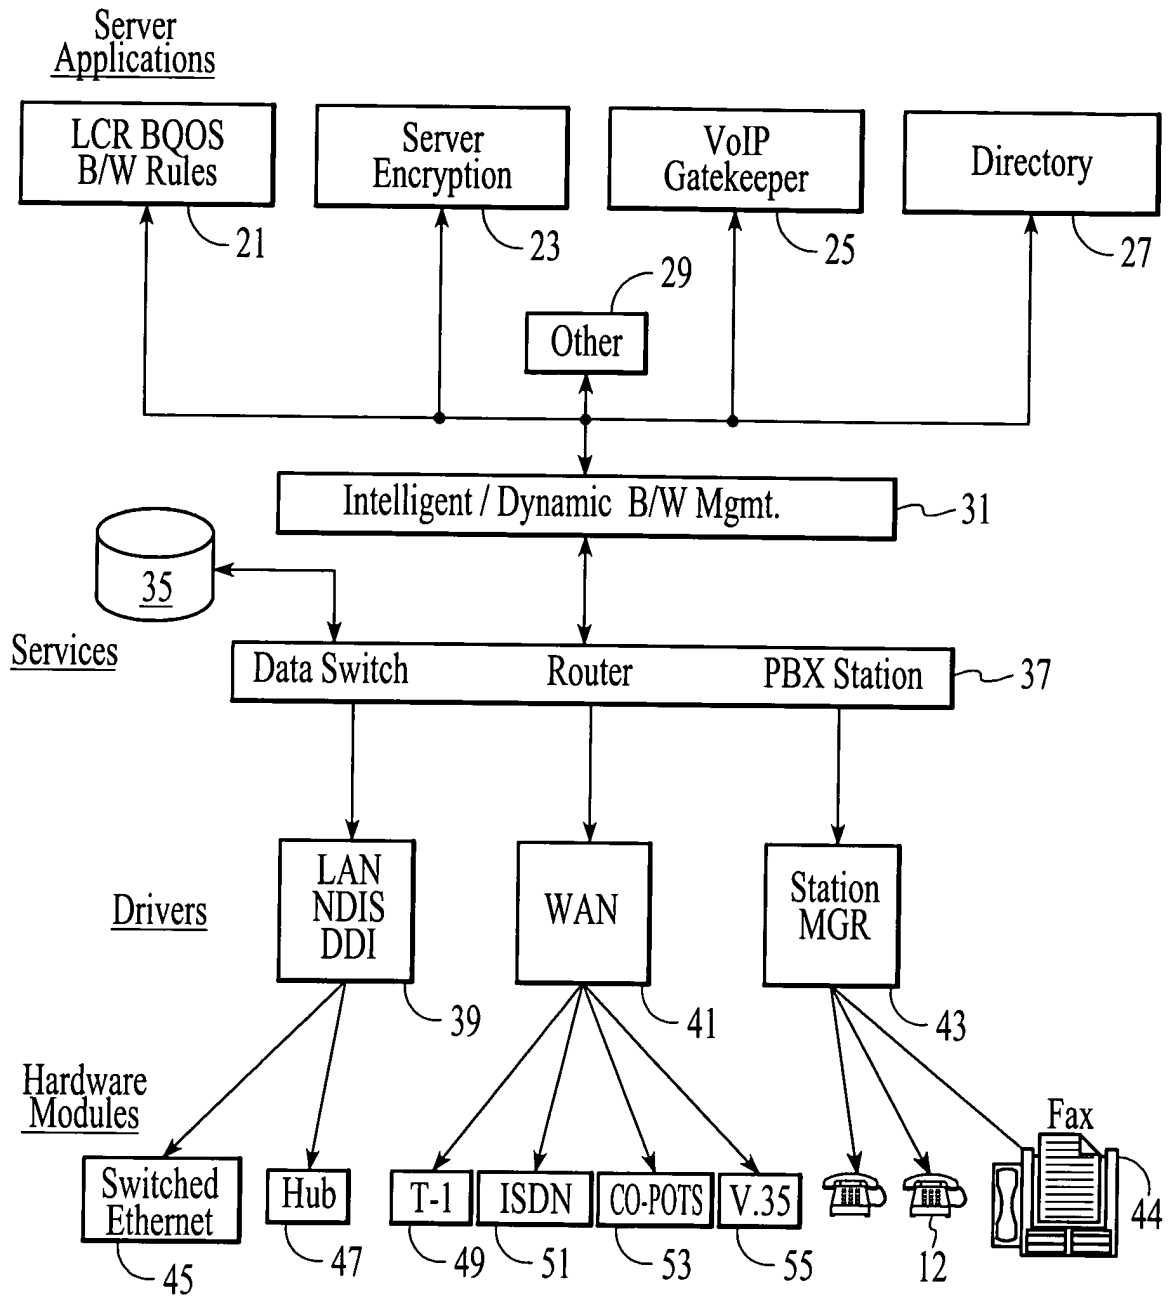 Server
Applications
LCR BQOS
B/W Rules
Server
Encryption
VoIP
Gatekeeper
Directory
21
23
25
27
29
Other
Intelligent / Dynamic B/W Mgmt.
31
35
Services
Data Switch Router PBX Station
37
Drivers
LAN
NDIS
DDI
WAN
Station
MGR
39
41
43
Hardware
Modules
Fax
Switched
Ethernet
Hub
T-1
ISDN
CO-POTS
V.35
44
45
47
49
51
53
55
12